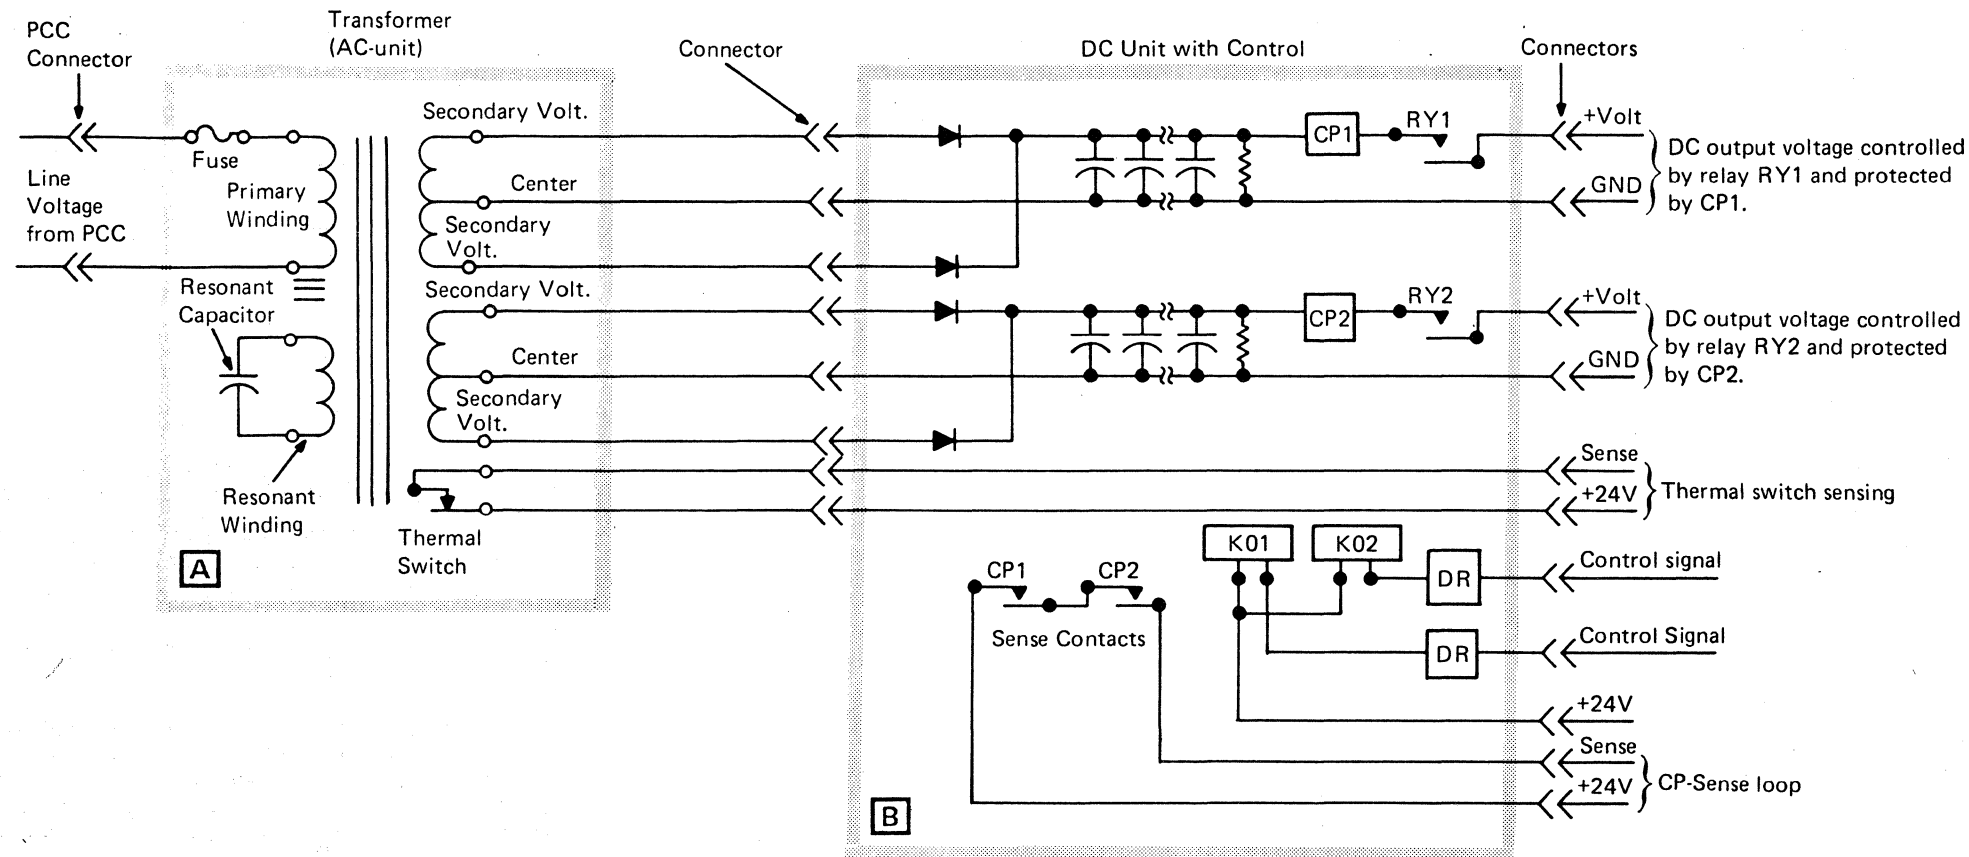 PCC
Connector
Transformer
(AC-unit)
Connector
DC Unit with Control
Connectors
Secondary Volt.
Fuse
Line
Voltage
from PCC
Primary
Winding
Center
Secondary
Volt.
CP1
RY1
+Volt
GND
DC output voltage controlled
by relay RY1 and protected
by CP1.
Resonant
Capacitor
Secondary Volt.
Center
Secondary
Volt.
CP2
RY2
+Volt
GND
DC output voltage controlled
by relay RY2 and protected
by CP2.
Resonant
Winding
Thermal
Switch
Sense
+24V
Thermal switch sensing
A
CP1
CP2
Sense Contacts
K01
K02
DR
Control signal
DR
Control Signal
+24V
Sense
+24V
CP-Sense loop
B